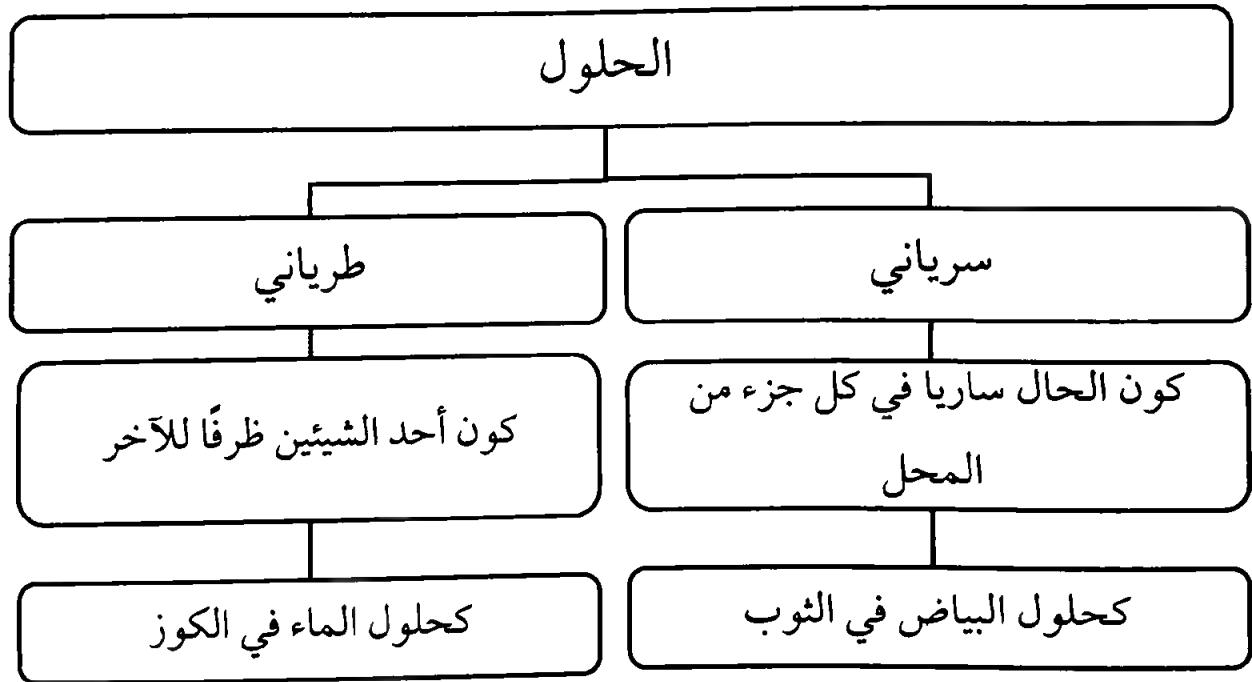 الحلول
سرياني
طرياني
كون الحال ساريا في كل جزء من
المحل
كون أحد الشيئين ظرفًا للآخر
كحلول البياض في الثوب
كحلول الماء في الكوز